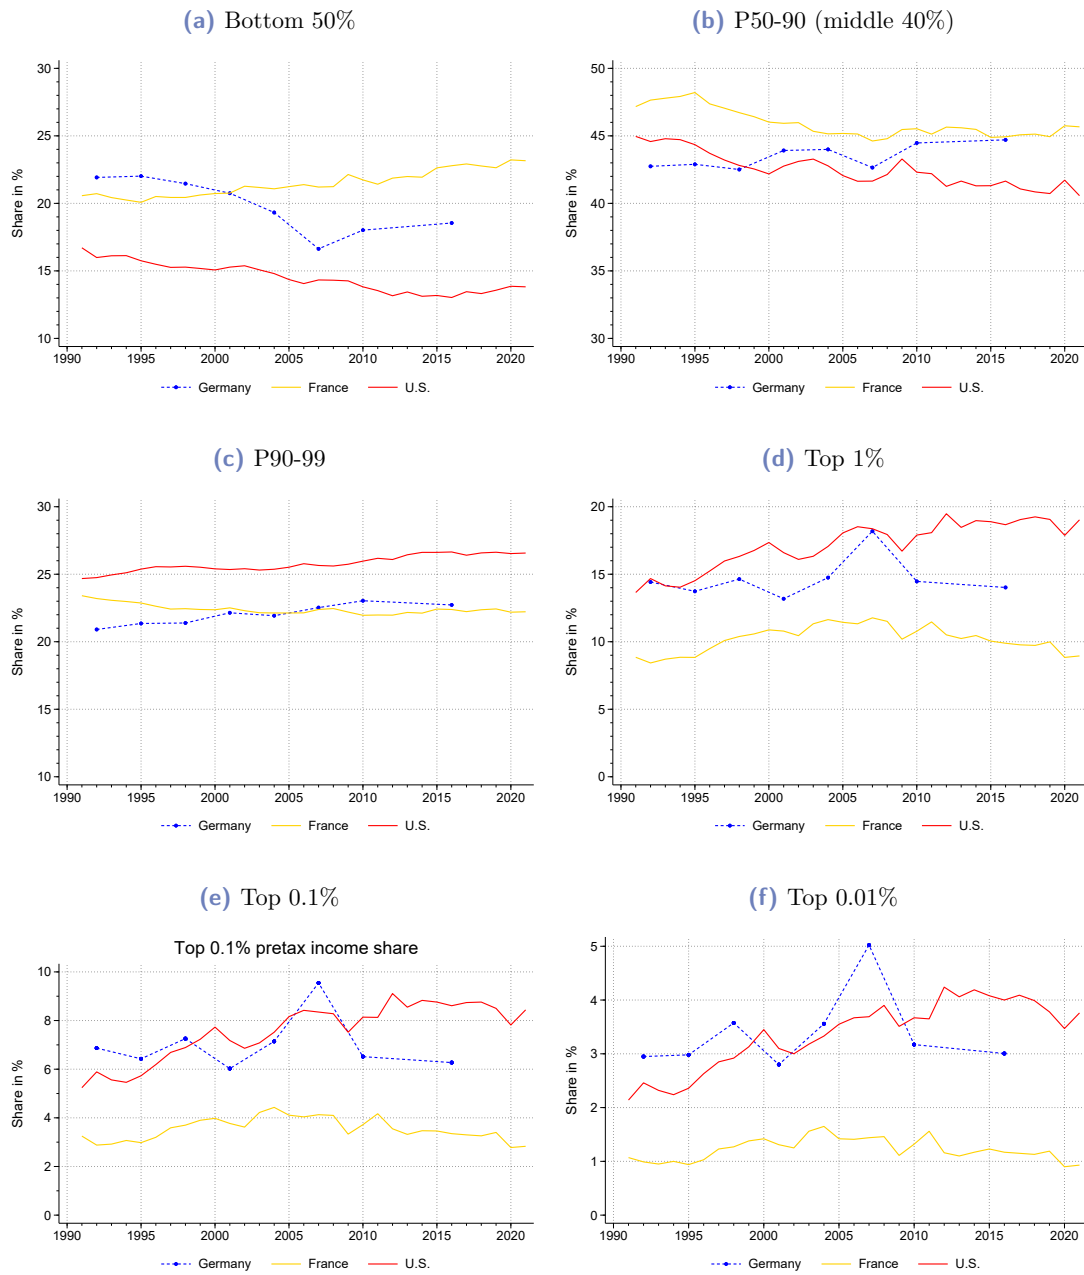 (a) Bottom 50%
(b) P50-90 (middle 40%)
Share in %
30
25
20
15
10
1990 1995 2000 2005 2010 2015 2020
Germany France U.S.
Share in %
50
45
40
35
30
1990 1995 2000 2005 2010 2015 2020
Germany France U.S.
(c) P90-99
(d) Top 1%
Share in %
30
25
20
15
10
1990 1995 2000 2005 2010 2015 2020
Germany France U.S.
Share in %
20
15
10
5
0
1990 1995 2000 2005 2010 2015 2020
Germany France U.S.
(e) Top 0.1%
(f) Top 0.01%
Top 0.1% pretax income share
Share in %
10
8
6
4
2
0
1990 1995 2000 2005 2010 2015 2020
Germany France U.S.
Share in %
5
4
3
2
1
0
1990 1995 2000 2005 2010 2015 2020
Germany France U.S.